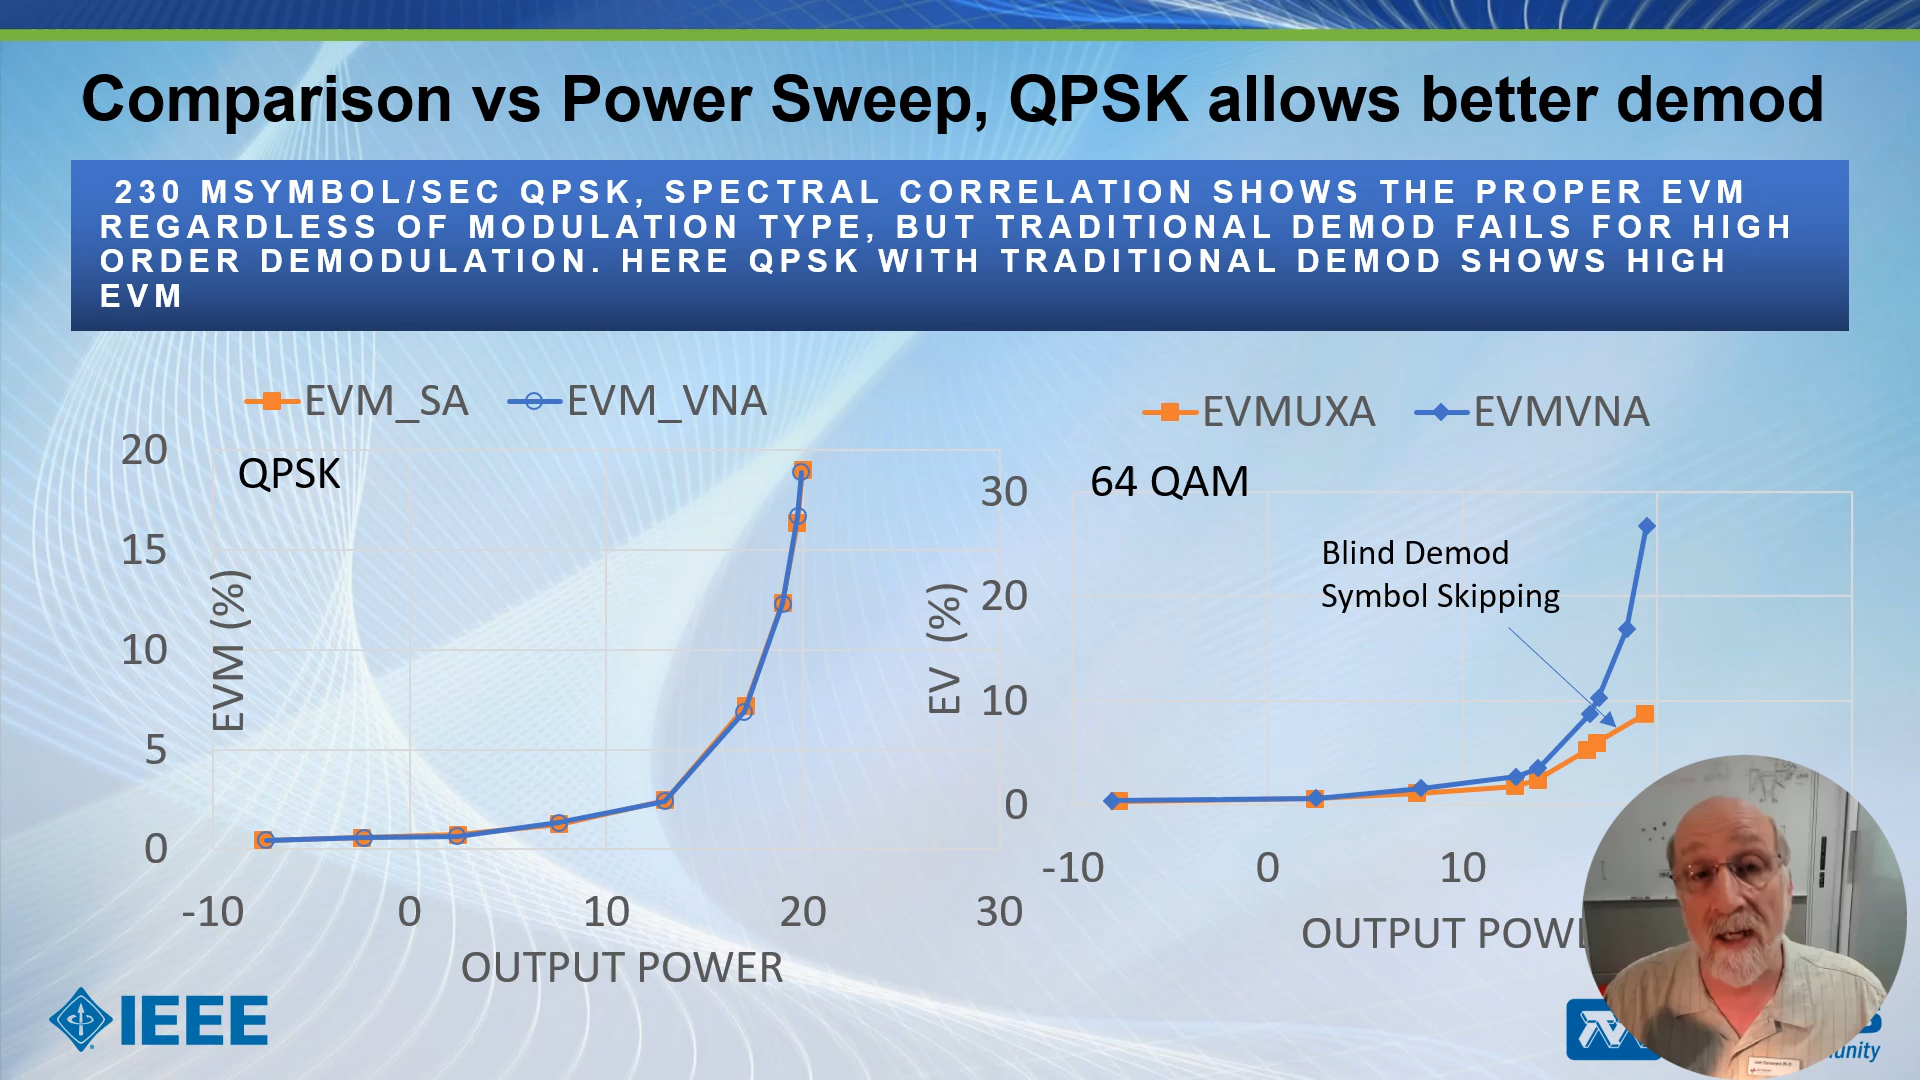 Comparison vs Power Sweep, QPSK allows better demod
230 MSYMBOL/SEC QPSK, SPECTRAL CORRELATION SHOWS THE PROPER EVM
REGARDLESS OF MODULATION TYPE, BUT TRADITIONAL DEMOD FAILS FOR HIGH
ORDER DEMODULATION. HERE QPSK WITH TRADITIONAL DEMOD SHOWS HIGH
EVM
EVM_SA EVM_VNA
QPSK
20
15
10
5
0
EVM (%)
-10 0 10 20 30
OUTPUT POWER
EVMUXA EVMVNA
64 QAM
Blind Demod
Symbol Skipping
30
20
10
0
EV (%)
-10 0 10
OUTPUT
IEEE